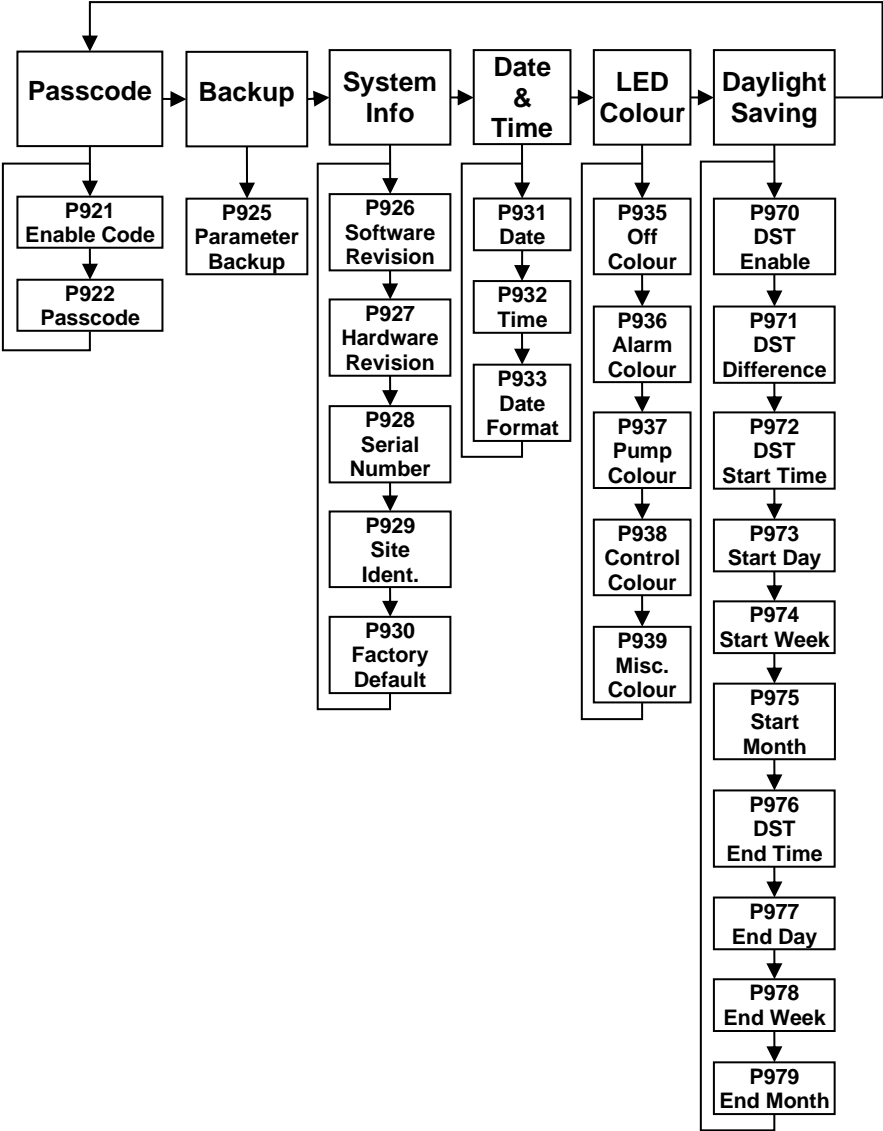 Passcode
Backup
System
Info
Date
&
Time
LED
Colour
Daylight
Saving
P921
Enable Code
P922
Passcode
P925
Parameter
Backup
P926
Software
Revision
P927
Hardware
Revision
P928
Serial
Number
P929
Site
Ident.
P930
Factory
Default
P931
Date
P932
Time
P933
Date
Format
P935
Off
Colour
P936
Alarm
Colour
P937
Pump
Colour
P938
Control
Colour
P939
Misc.
Colour
P970
DST
Enable
P971
DST
Difference
P972
DST
Start Time
P973
Start Day
P974
Start Week
P975
Start
Month
P976
DST
End Time
P977
End Day
P978
End Week
P979
End Month